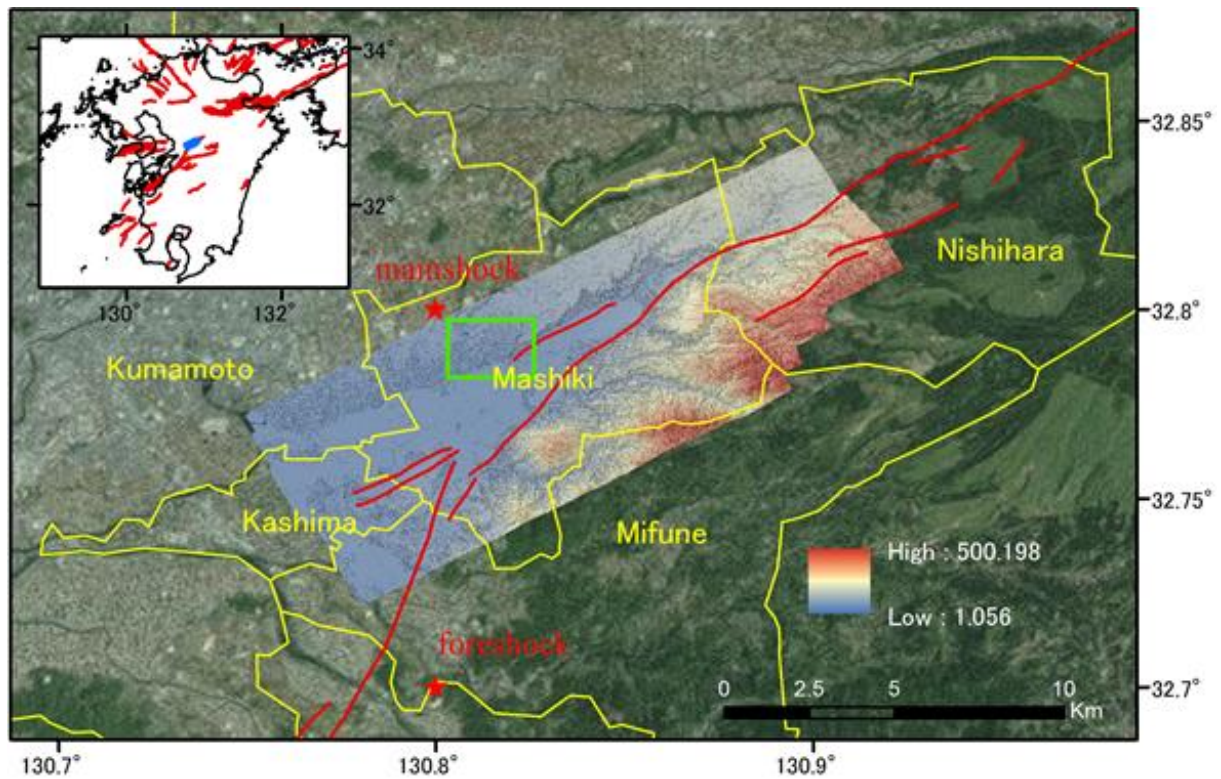 34°
32°
130
132
32.85°
32.8°
32.75°
32.7°
mainshock
Nishihara
Kumamoto
Mashiki
Kashima
Mifune
High : 500.198
Low : 1.056
foreshock
0 2.5 5 10
Km
130.7° 130.8° 130.9°